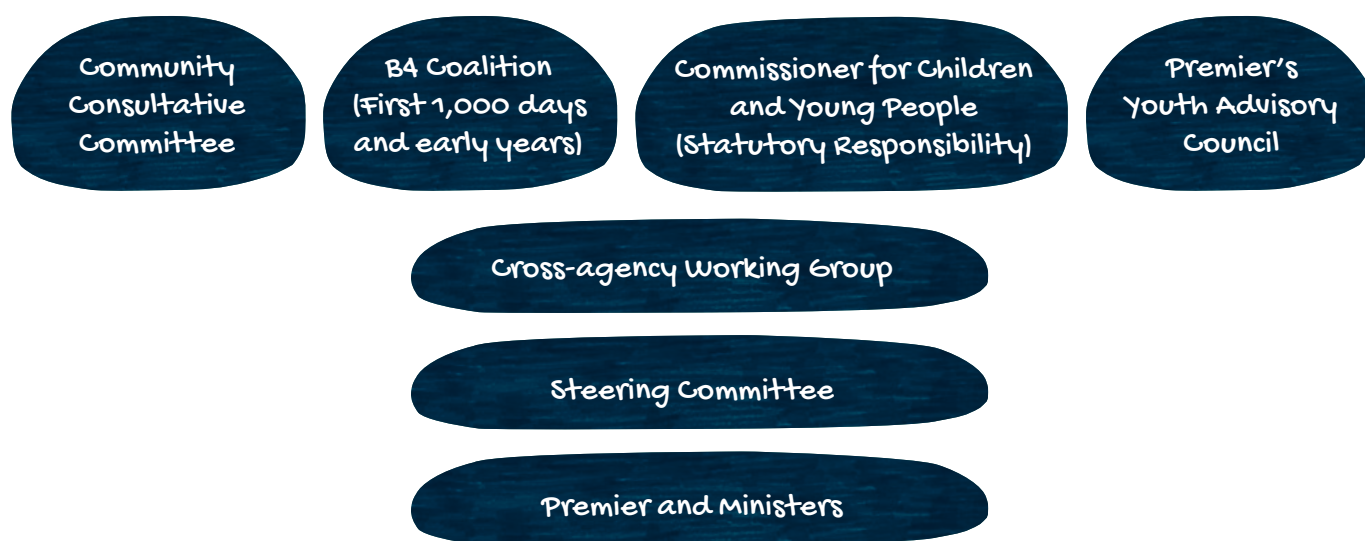 Community
Consultative
Committee
B4 Coalition
(First 1,000 days
and early years)
Commissioner for Children
and Young People
(Statutory Responsibility)
Premier's
Youth Advisory
Council
Cross-agency Working Group
Steering Committee
Premier and Ministers